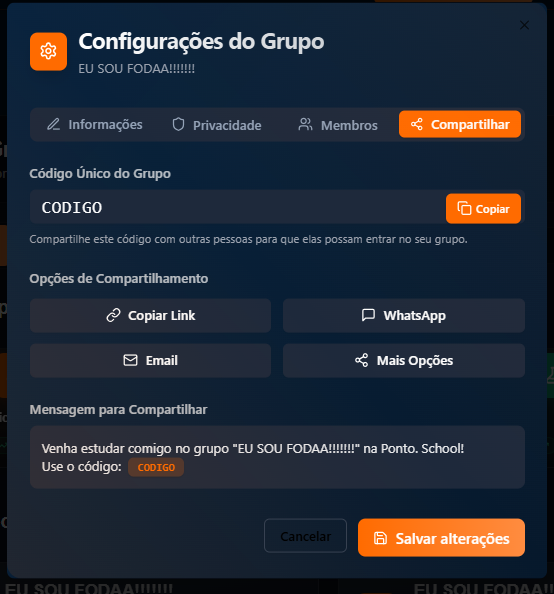 Configurações do Grupo
EU SOU FODAA!!!!!!!
Informações
Privacidade
Membros
Compartilhar
Código Único do Grupo
CODIGO
Copiar
Compartilhe este código com outras pessoas para que elas possam entrar no seu grupo.
Opções de Compartilhamento
Copiar Link
WhatsApp
Email
Mais Opções
Mensagem para Compartilhar
Venha estudar comigo no grupo "EU SOU FODAA!!!!!!!" na Ponto. School!
Use o código: CODIGO
Cancelar
Salvar alterações
EU SOU FODAA!!!!!!!
EU SOU FODAA!!!